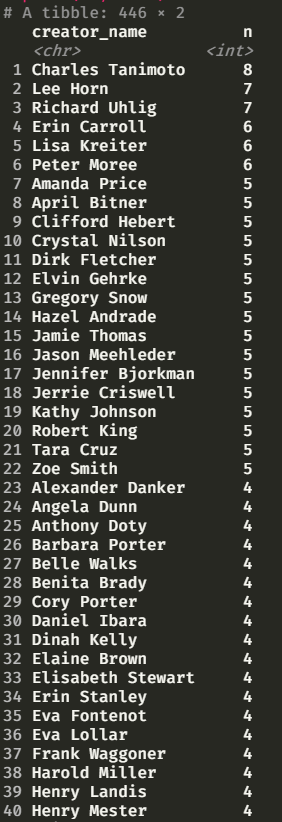 # A tibble: 446 × 2
creator_name n
<chr> <int>
1 Charles Tanimoto 8
2 Lee Horn 7
3 Richard Uhlig 7
4 Erin Carroll 6
5 Lisa Kreiter 6
6 Peter Moree 6
7 Amanda Price 5
8 April Bitner 5
9 Clifford Hebert 5
10 Crystal Nilson 5
11 Dirk Fletcher 5
12 Elvin Gehrke 5
13 Gregory Snow 5
14 Hazel Andrade 5
15 Jamie Thomas 5
16 Jason Meehleder 5
17 Jennifer Bjorkman 5
18 Jerrie Criswell 5
19 Kathy Johnson 5
20 Robert King 5
21 Tara Cruz 5
22 Zoe Smith 5
23 Alexander Danker 4
24 Angela Dunn 4
25 Anthony Doty 4
26 Barbara Porter 4
27 Belle Walks 4
28 Benita Brady 4
29 Cory Porter 4
30 Daniel Ibara 4
31 Dinah Kelly 4
32 Elaine Brown 4
33 Elisabeth Stewart 4
34 Erin Stanley 4
35 Eva Fontenot 4
36 Eva Lollar 4
37 Frank Waggoner 4
38 Harold Miller 4
39 Henry Landis 4
40 Henry Mester 4